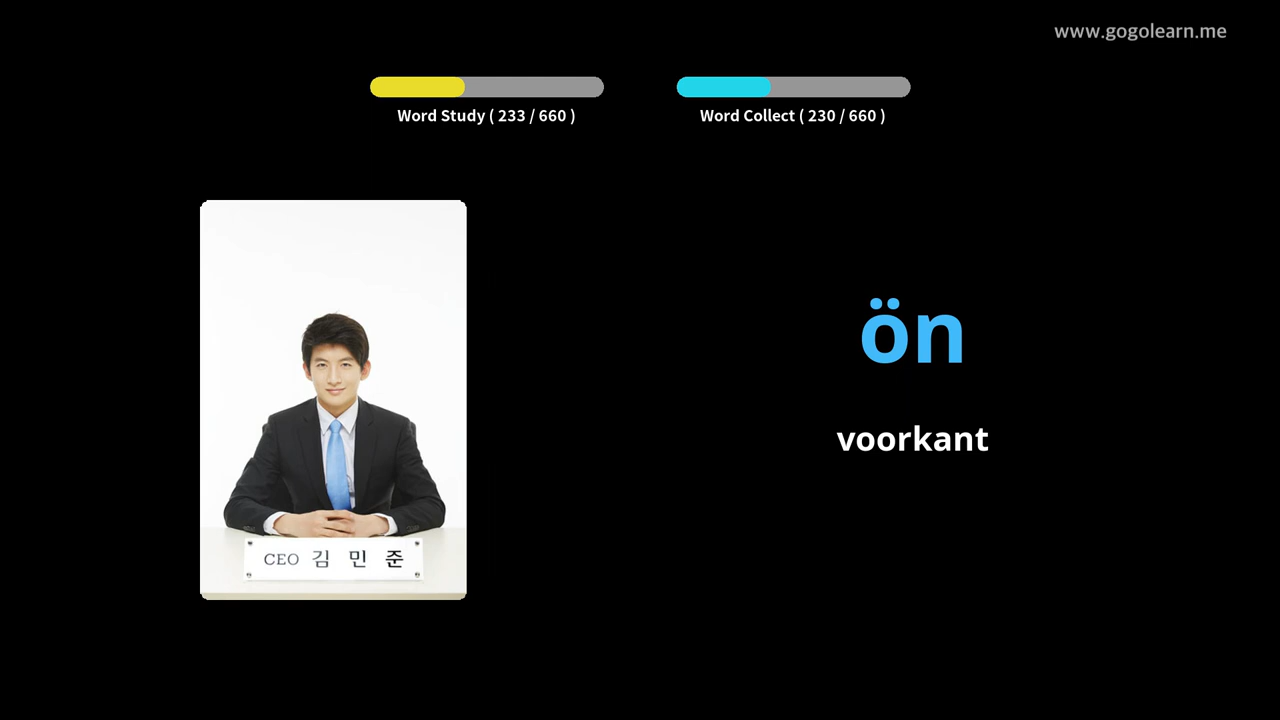 www.gogolearn.me
Word Study ( 233 / 660 )
Word Collect ( 230 / 660 )
CEO 김 민 준
ön
voorkant